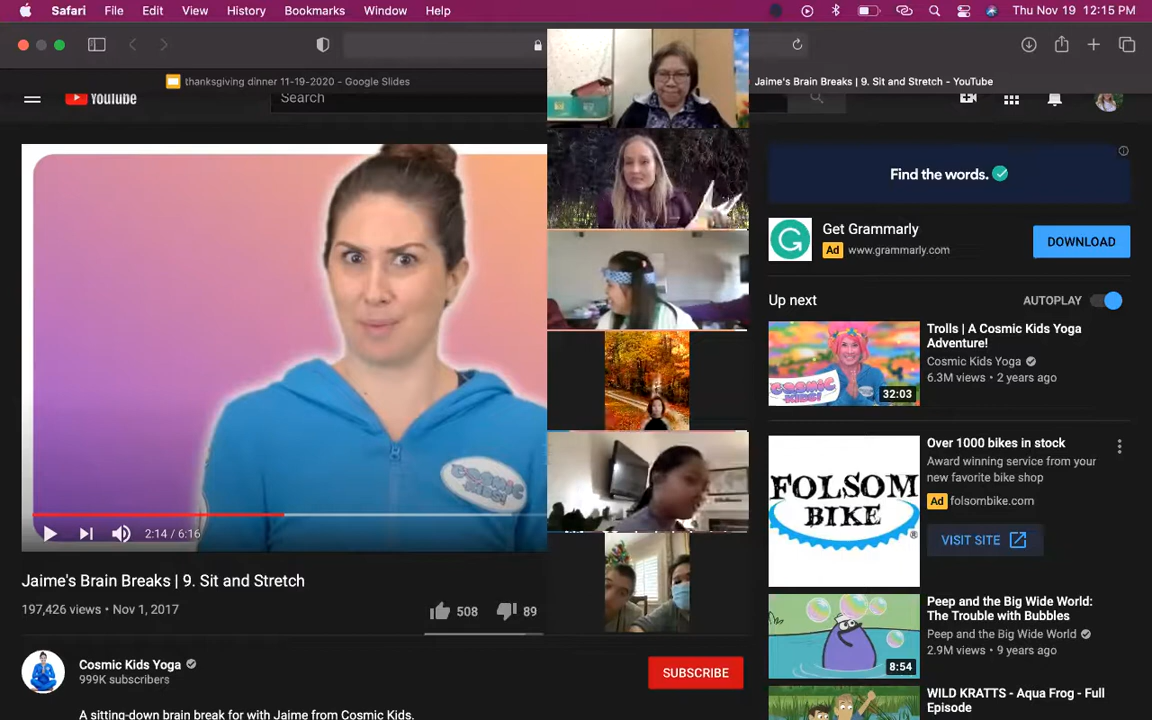 Safari File Edit View History Bookmarks Window Help Thu Nov 19 12:15 PM
thanksgiving dinner 11-19-2020 - Google Slides
Jaime's Brain Breaks | 9. Sit and Stretch - YouTube
YouTube
Search
COSMIC KIDS!
2:14 / 6:16
Jaime's Brain Breaks | 9. Sit and Stretch
197,426 views • Nov 1, 2017
508 89
Cosmic Kids Yoga
999K subscribers
SUBSCRIBE
A sitting-down brain break for with Jaime from Cosmic Kids.
Find the words.
Get Grammarly
Ad www.grammarly.com
DOWNLOAD
Up next AUTOPLAY
COSMIC KIDS!
32:03
Trolls | A Cosmic Kids Yoga
Adventure!
Cosmic Kids Yoga
6.3M views • 2 years ago
FOLSOM
BIKE
®
Over 1000 bikes in stock
Award winning service from your
new favorite bike shop
Ad folsombike.com
VISIT SITE
8:54
Peep and the Big Wide World:
The Trouble with Bubbles
Peep and the Big Wide World
2.9M views • 9 years ago
WILD KRATTS - Aqua Frog - Full
Episode